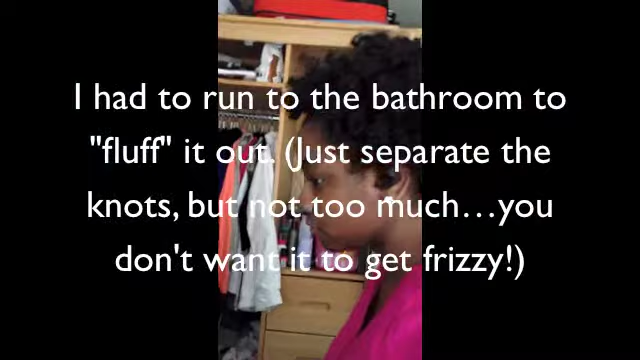 I had to run to the bathroom to
"fluff" it out. (Just separate the
knots, but not too much…you
don't want it to get frizzy!)